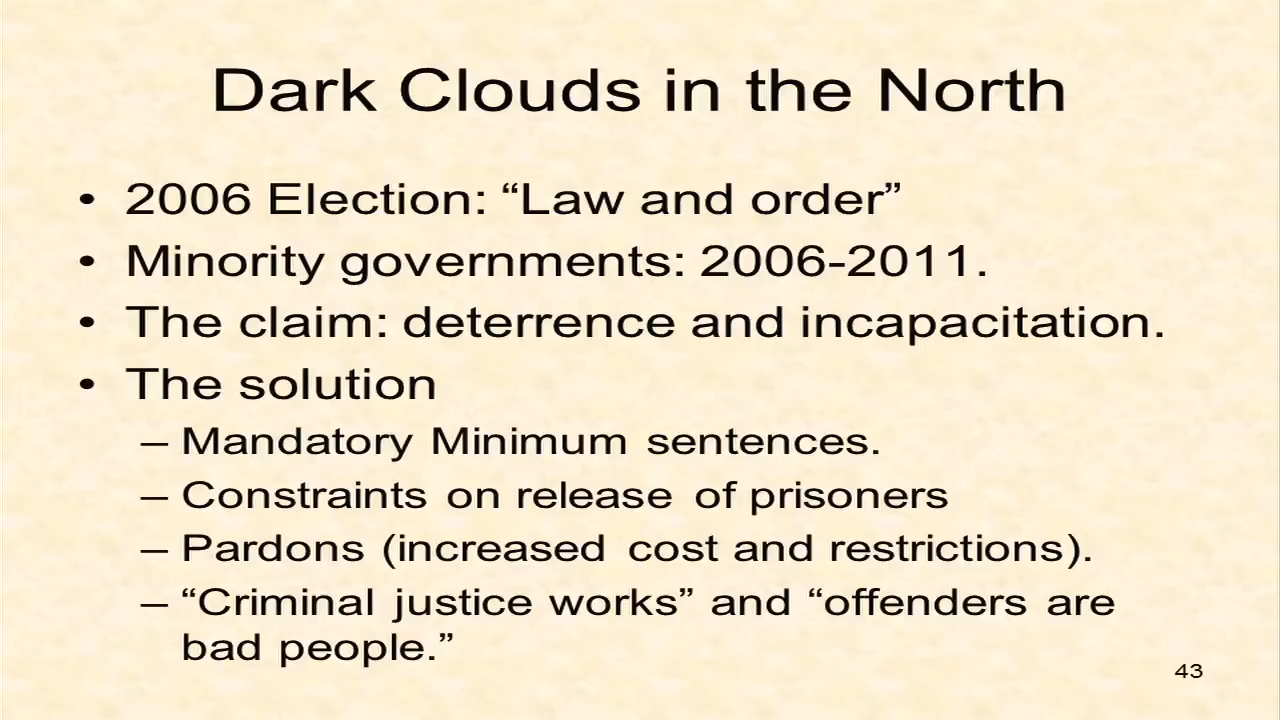 Dark Clouds in the North
• 2006 Election: “Law and order”
• Minority governments: 2006-2011.
• The claim: deterrence and incapacitation.
• The solution
– Mandatory Minimum sentences.
– Constraints on release of prisoners
– Pardons (increased cost and restrictions).
– “Criminal justice works” and “offenders are
bad people.”
43